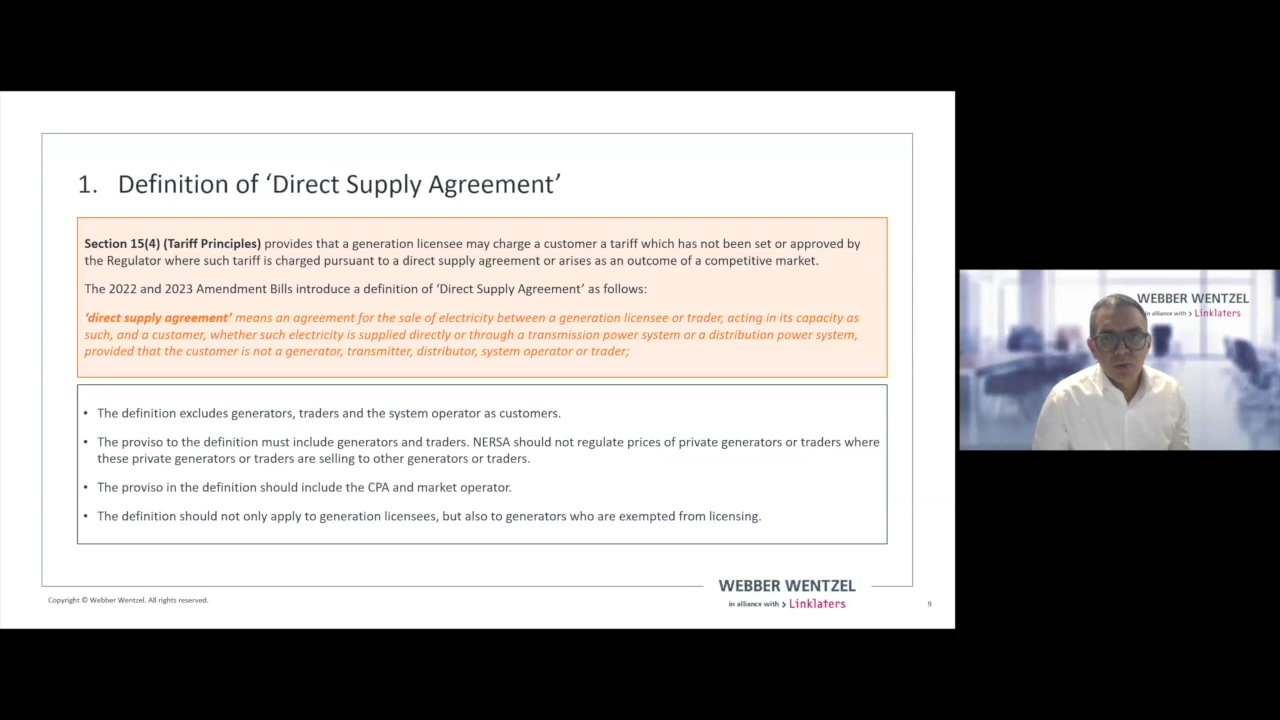 1. Definition of ‘Direct Supply Agreement’
Section 15(4) (Tariff Principles) provides that a generation licensee may charge a customer a tariff which has not been set or approved by
the Regulator where such tariff is charged pursuant to a direct supply agreement or arises as an outcome of a competitive market.
The 2022 and 2023 Amendment Bills introduce a definition of ‘Direct Supply Agreement’ as follows:
‘direct supply agreement’ means an agreement for the sale of electricity between a generation licensee or trader, acting in its capacity as
such, and a customer, whether such electricity is supplied directly or through a transmission power system or a distribution power system,
provided that the customer is not a generator, transmitter, distributor, system operator or trader;
• The definition excludes generators, traders and the system operator as customers.
• The proviso to the definition must include generators and traders. NERSA should not regulate prices of private generators or traders where
these private generators or traders are selling to other generators or traders.
• The proviso in the definition should include the CPA and market operator.
• The definition should not only apply to generation licensees, but also to generators who are exempted from licensing.
WEBBER WENTZEL
in alliance with › Linklaters
Copyright © Webber Wentzel. All rights reserved.
9
WEBBER WENTZEL
in alliance with › Linklaters